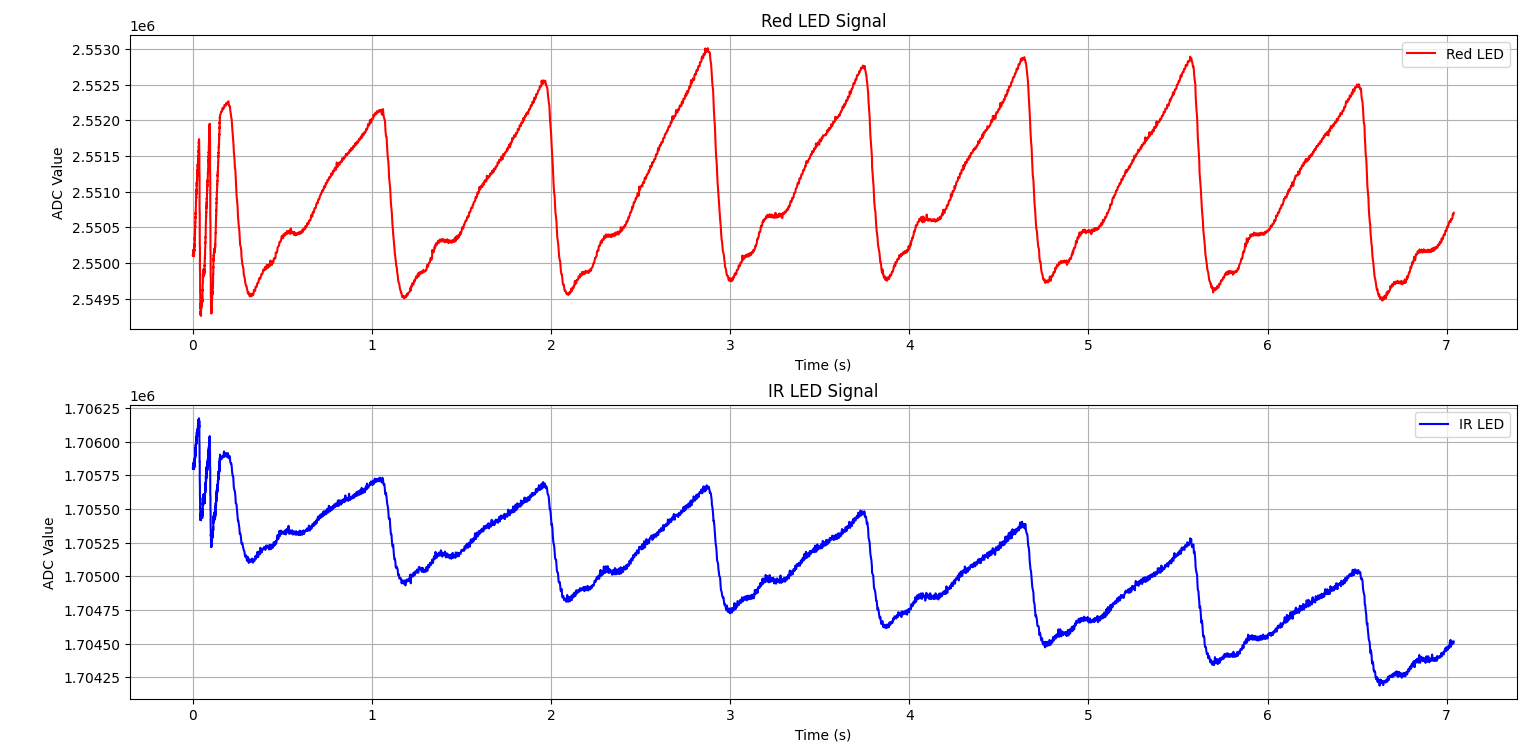 Red LED Signal
1e6
2.5530
2.5525
2.5520
2.5515
2.5510
2.5505
2.5500
2.5495
ADC Value
Red LED
0 1 2 3 4 5 6 7
Time (s)
IR LED Signal
1e6
1.70625
1.70600
1.70575
1.70550
1.70525
1.70500
1.70475
1.70450
1.70425
ADC Value
IR LED
0 1 2 3 4 5 6 7
Time (s)